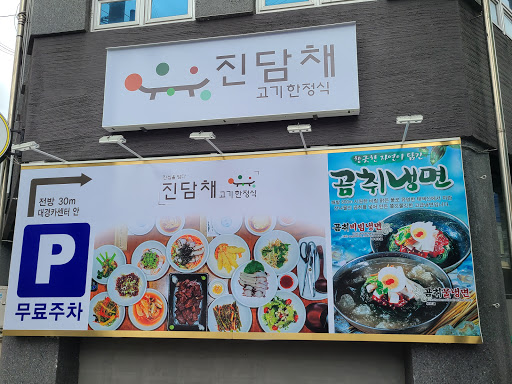 진담채
고기한정식
전방 30m
대경카센터 안
P
무료주차
진담채
고기한정식
곰취냉면
곰취비빔냉면
곰취물냉면